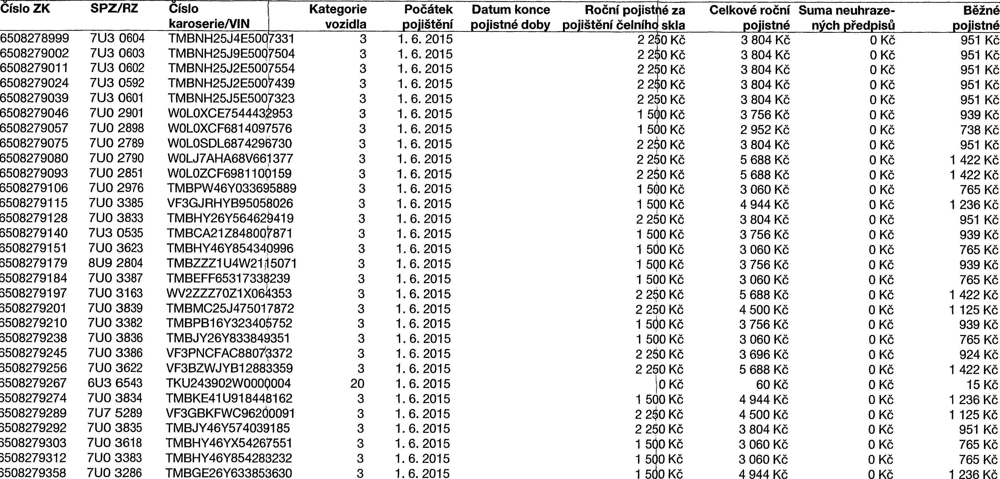 Číslo ZK SPZ/RZ Číslo Kategorie Počátek Datum konce Roční pojistné za Celkové roční Suma neuhraze- Běžné
karoserie/VIN vozidla pojištění pojistné doby pojištění čelního skla pojistné ných předpisů pojistné
6508278999 7U3 0604 TMBNH25J4E5007331 3 1. 6. 2015 2 250 Kč 3 804 Kč 0 Kč 951 Kč
6508279002 7U3 0603 TMBNH25J9E5007504 3 1. 6. 2015 2 250 Kč 3 804 Kč 0 Kč 951 Kč
6508279011 7U3 0602 TMBNH25J2E5007554 3 1. 6. 2015 2 250 Kč 3 804 Kč 0 Kč 951 Kč
6508279024 7U3 0592 TMBNH25J2E5007439 3 1. 6. 2015 2 250 Kč 3 804 Kč 0 Kč 951 Kč
6508279039 7U3 0601 TMBNH25J5E5007323 3 1. 6. 2015 2 250 Kč 3 804 Kč 0 Kč 951 Kč
6508279046 7U0 2901 W0L0XCE7544432953 3 1. 6. 2015 1 500 Kč 3 756 Kč 0 Kč 939 Kč
6508279057 7U0 2898 W0L0XCF6814097576 3 1. 6. 2015 1 500 Kč 2 952 Kč 0 Kč 738 Kč
6508279075 7U0 2789 W0L0SDL6874296730 3 1. 6. 2015 2 250 Kč 3 804 Kč 0 Kč 951 Kč
6508279080 7U0 2790 W0LJ7AHA68V661377 3 1. 6. 2015 2 250 Kč 5 688 Kč 0 Kč 1 422 Kč
6508279093 7U0 2851 W0L0ZCF6981100159 3 1. 6. 2015 2 250 Kč 5 688 Kč 0 Kč 1 422 Kč
6508279106 7U0 2976 TMBPW46Y033695889 3 1. 6. 2015 1 500 Kč 3 060 Kč 0 Kč 765 Kč
6508279115 7U0 3385 VF3GJRHYB95058026 3 1. 6. 2015 1 500 Kč 4 944 Kč 0 Kč 1 236 Kč
6508279128 7U0 3833 TMBHY26Y564629419 3 1. 6. 2015 2 250 Kč 3 804 Kč 0 Kč 951 Kč
6508279140 7U3 0535 TMBCA21Z848007871 3 1. 6. 2015 1 500 Kč 3 756 Kč 0 Kč 939 Kč
6508279151 7U0 3623 TMBHY46Y854340996 3 1. 6. 2015 1 500 Kč 3 060 Kč 0 Kč 765 Kč
6508279179 8U9 2804 TMBZZZ1U4W2115071 3 1. 6. 2015 1 500 Kč 3 756 Kč 0 Kč 939 Kč
6508279184 7U0 3387 TMBEFF65317338239 3 1. 6. 2015 1 500 Kč 3 060 Kč 0 Kč 765 Kč
6508279197 7U0 3163 WV2ZZZ70Z1X064353 3 1. 6. 2015 2 250 Kč 5 688 Kč 0 Kč 1 422 Kč
6508279201 7U0 3839 TMBMC25J475017872 3 1. 6. 2015 2 250 Kč 4 500 Kč 0 Kč 1 125 Kč
6508279210 7U0 3382 TMBPB16Y323405752 3 1. 6. 2015 1 500 Kč 3 756 Kč 0 Kč 939 Kč
6508279238 7U0 3836 TMBJY26Y833849351 3 1. 6. 2015 1 500 Kč 3 060 Kč 0 Kč 765 Kč
6508279245 7U0 3386 VF3PNCFAC88073372 3 1. 6. 2015 2 250 Kč 3 696 Kč 0 Kč 924 Kč
6508279256 7U0 3622 VF3BZWJYB12883359 3 1. 6. 2015 2 250 Kč 5 688 Kč 0 Kč 1 422 Kč
6508279267 6U3 6543 TKU243902W0000004 20 1. 6. 2015 0 Kč 60 Kč 0 Kč 15 Kč
6508279274 7U0 3834 TMBKE41U918448162 3 1. 6. 2015 1 500 Kč 4 944 Kč 0 Kč 1 236 Kč
6508279289 7U7 5289 VF3GBKFWC96200091 3 1. 6. 2015 2 250 Kč 4 500 Kč 0 Kč 1 125 Kč
6508279292 7U0 3835 TMBJY46Y574039185 3 1. 6. 2015 2 250 Kč 3 804 Kč 0 Kč 951 Kč
6508279303 7U0 3618 TMBHY46YX54267551 3 1. 6. 2015 1 500 Kč 3 060 Kč 0 Kč 765 Kč
6508279312 7U0 3383 TMBHY46Y854283232 3 1. 6. 2015 1 500 Kč 3 060 Kč 0 Kč 765 Kč
6508279358 7U0 3286 TMBGE26Y633853630 3 1. 6. 2015 1 500 Kč 4 944 Kč 0 Kč 1 236 Kč